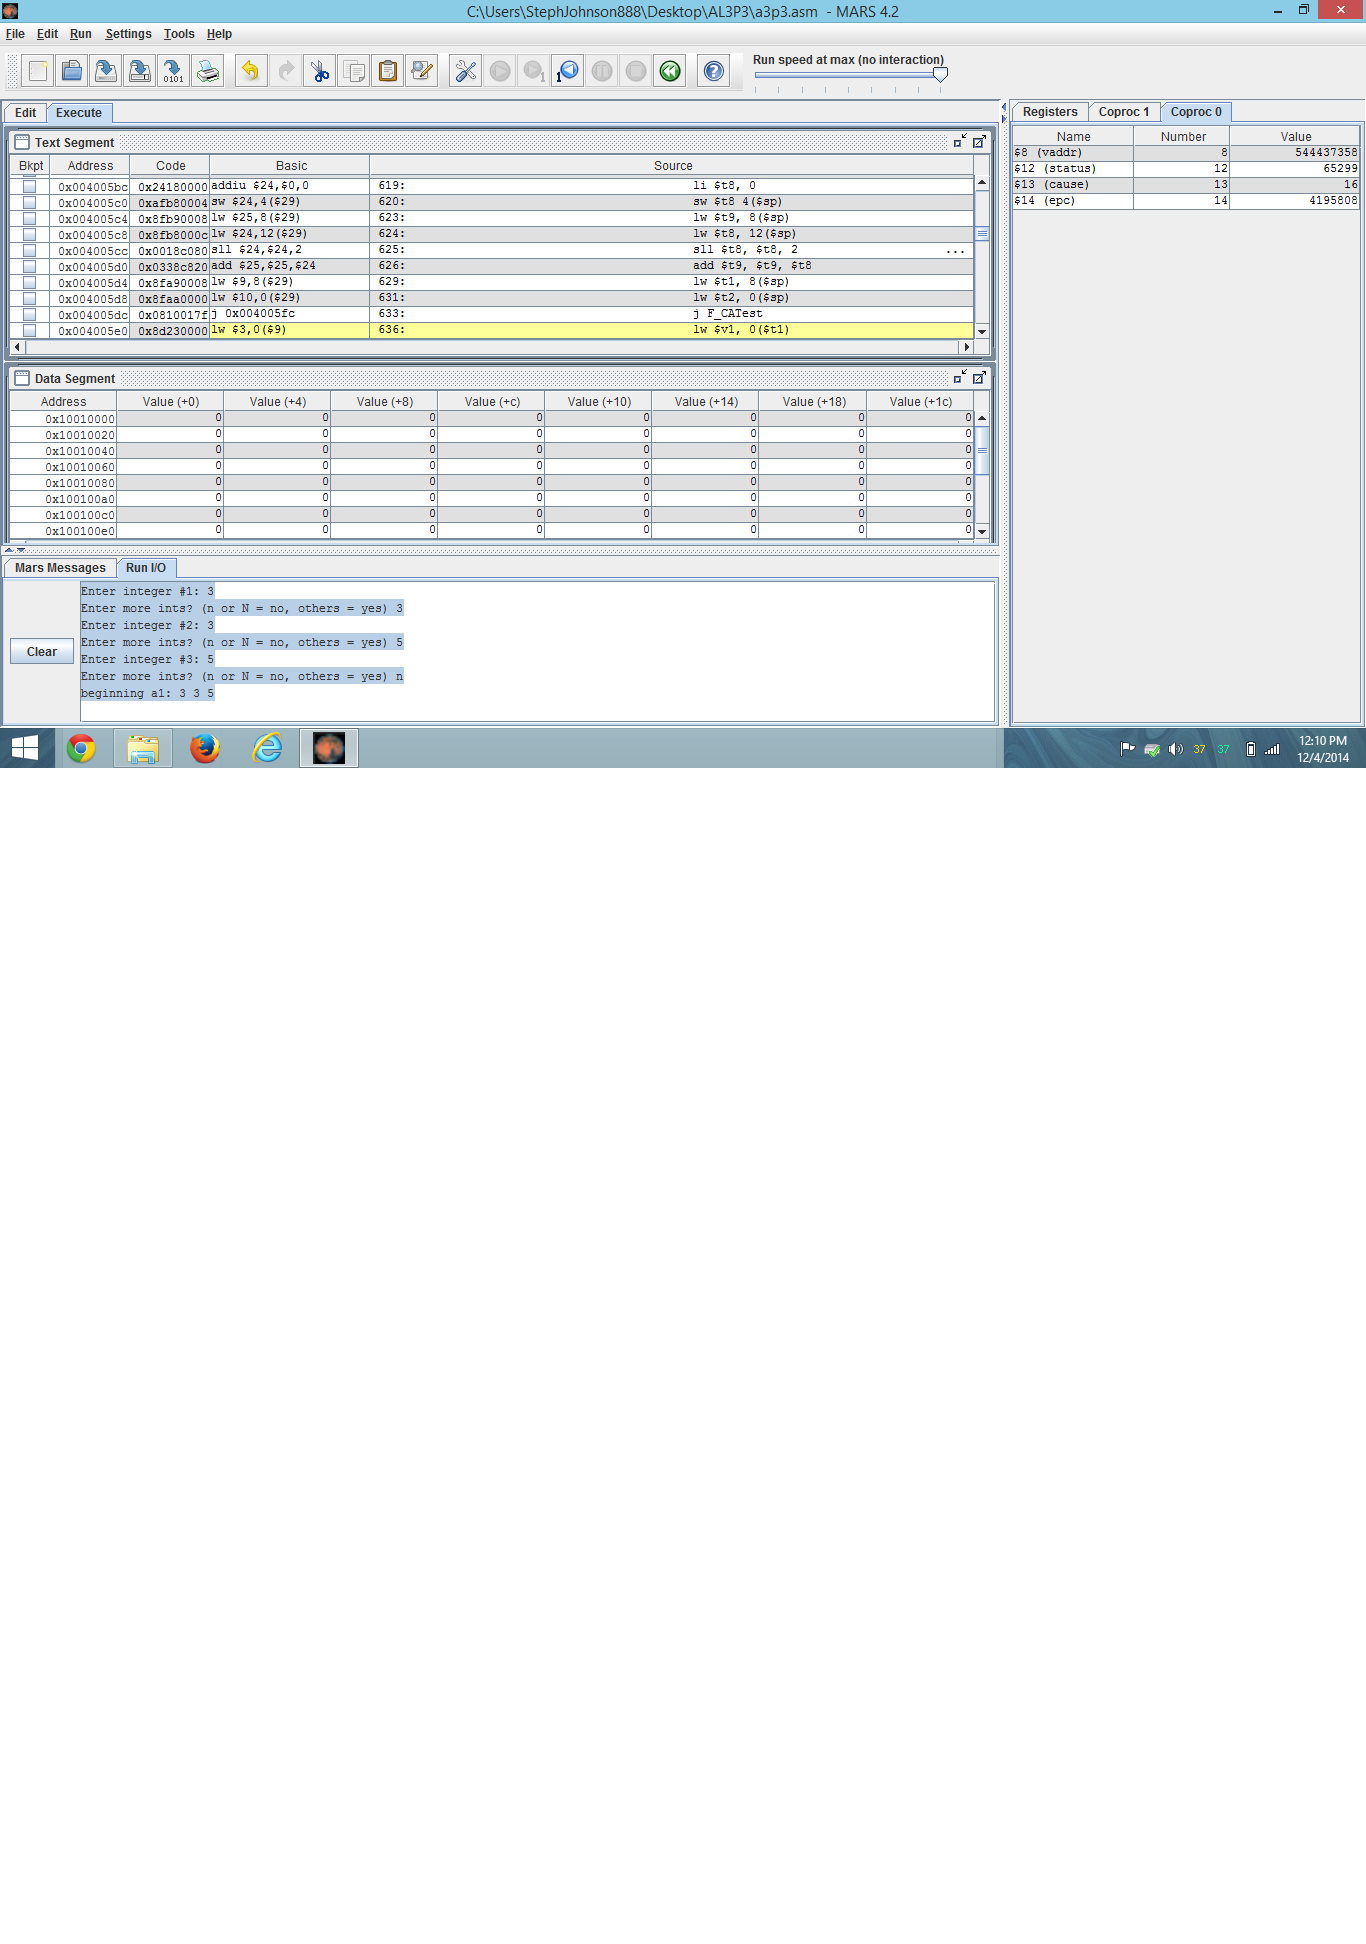 C:\Users\StephJohnson888\Desktop\AL3P3\a3p3.asm - MARS 4.2
File Edit Run Settings Tools Help
Run speed at max (no interaction)
Edit Execute
Text Segment
Bkpt Address Code Basic Source
0x004005bc 0x24180000 addiu $24,$0,0 619: li $t8, 0
0x004005c0 0xafb80004 sw $24,4($29) 620: sw $t8 4($sp)
0x004005c4 0x8fb90008 lw $25,8($29) 623: lw $t9, 8($sp)
0x004005c8 0x8fb8000c lw $24,12($29) 624: lw $t8, 12($sp)
0x004005cc 0x0018c080 sll $24,$24,2 625: sll $t8, $t8, 2 ...
0x004005d0 0x0338c820 add $25,$25,$24 626: add $t9, $t9, $t8
0x004005d4 0x8fa90008 lw $9,8($29) 629: lw $t1, 8($sp)
0x004005d8 0x8faa0000 lw $10,0($29) 631: lw $t2, 0($sp)
0x004005dc 0x0810017f j 0x004005fc 633: j F_CATest
0x004005e0 0x8d230000 lw $3,0($9) 636: lw $v1, 0($t1)
Data Segment
Address Value (+0) Value (+4) Value (+8) Value (+c) Value (+10) Value (+14) Value (+18) Value (+1c)
0x10010000 0 0 0 0 0 0 0 0
0x10010020 0 0 0 0 0 0 0 0
0x10010040 0 0 0 0 0 0 0 0
0x10010060 0 0 0 0 0 0 0 0
0x10010080 0 0 0 0 0 0 0 0
0x100100a0 0 0 0 0 0 0 0 0
0x100100c0 0 0 0 0 0 0 0 0
0x100100e0 0 0 0 0 0 0 0 0
Mars Messages Run I/O
Clear
Enter integer #1: 3
Enter more ints? (n or N = no, others = yes) 3
Enter integer #2: 3
Enter more ints? (n or N = no, others = yes) 5
Enter integer #3: 5
Enter more ints? (n or N = no, others = yes) n
beginning a1: 3 3 5
Registers Coproc 1 Coproc 0
Name Number Value
$8 (vaddr) 8 544437358
$12 (status) 12 65299
$13 (cause) 13 16
$14 (epc) 14 4195808
37 37
12:10 PM
12/4/2014